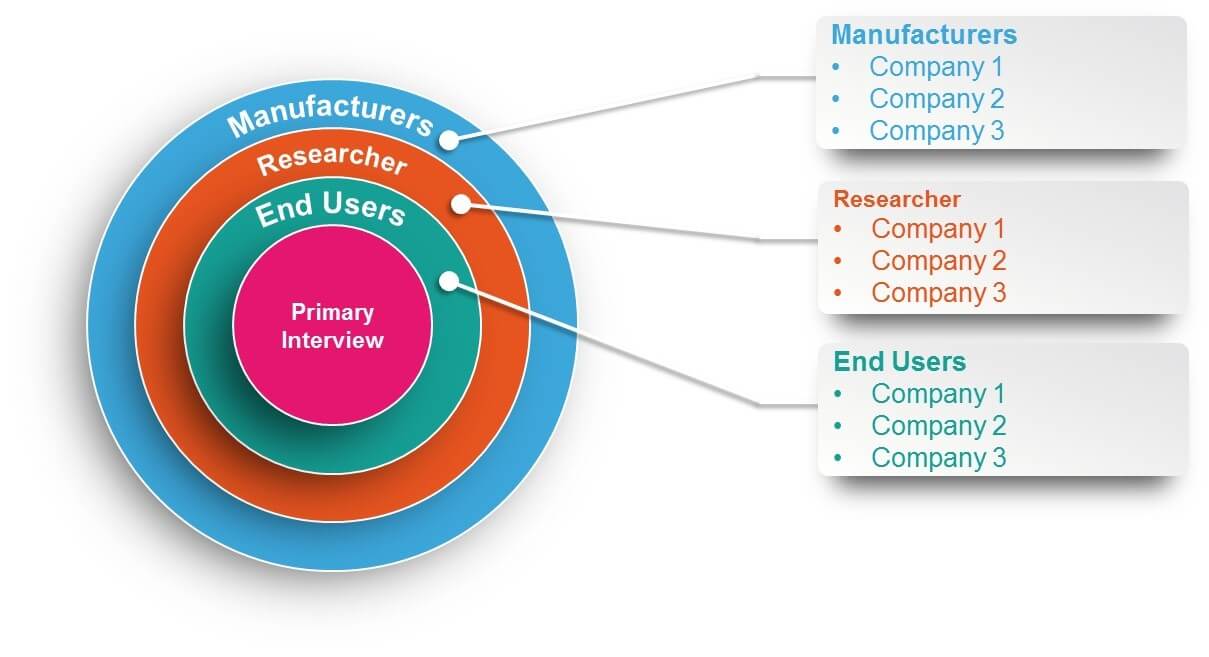 Manufacturers
Researcher
End Users
Primary
Interview
Manufacturers
• Company 1
• Company 2
• Company 3
Researcher
• Company 1
• Company 2
• Company 3
End Users
• Company 1
• Company 2
• Company 3